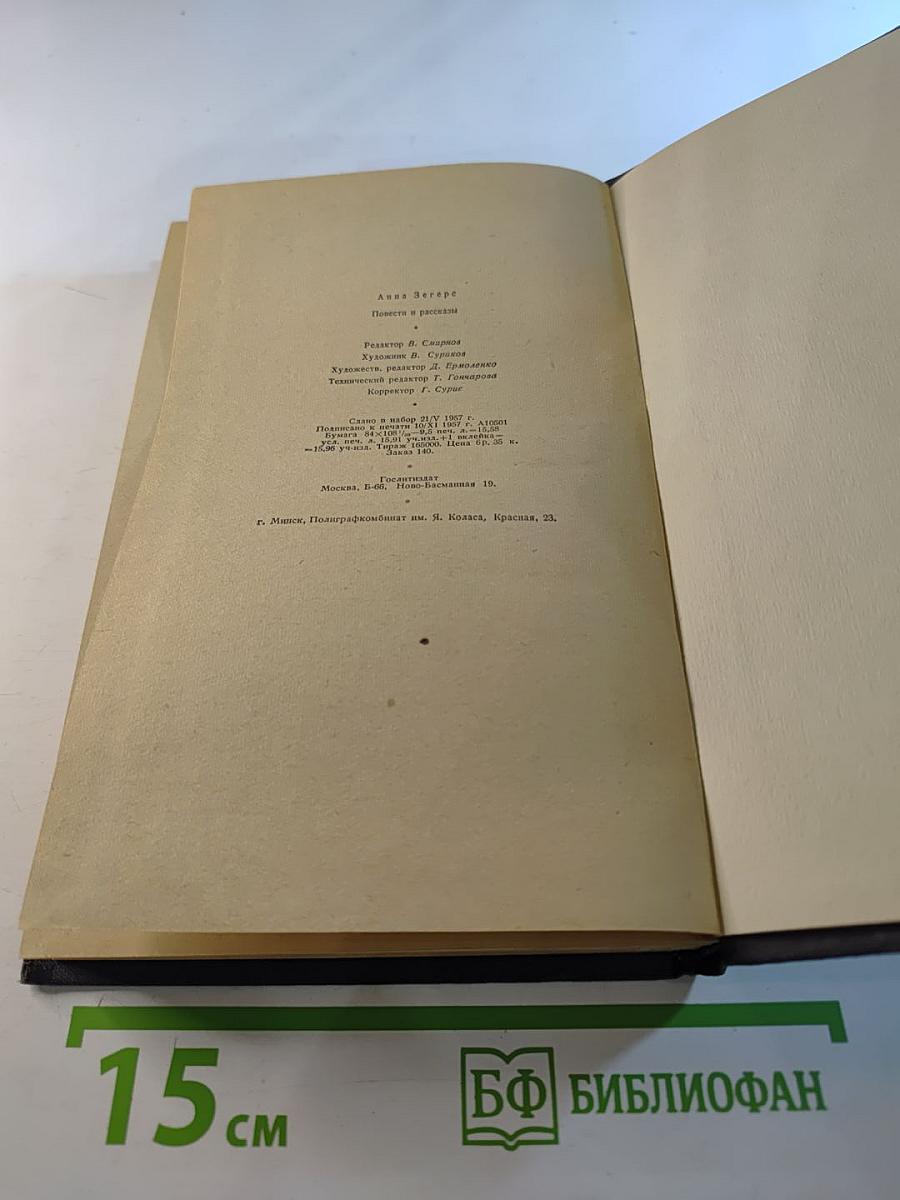 Анна Зегерс
Повести и рассказы
*
Редактор В. Смирнов
Художник В. Суриков
Художеств. редактор Д. Ермоленко
Технический редактор Т. Гончарова
Корректор Г. Сурис
*
Сдано в набор 21/V 1957 г.
Подписано к печати 10/XI 1957 г. А10501
Бумага 84×108 1/32—9,5 печ. л.=15,58
усл. печ. л. 15,91 уч.изд.+1 вклейка—
=15,96 уч-изд. Тираж 165000. Цена 6 р. 35 к.
Заказ 140.
*
Гослитиздат
Москва, Б-66, Ново-Басманная 19.
*
г. Минск, Полиграфкомбинат им. Я. Коласа, Красная, 23.
15 см
БФ БИБЛИОФАН